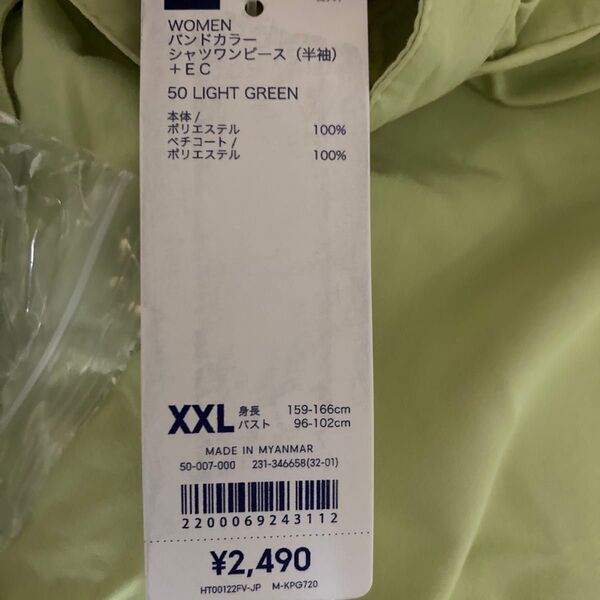 WOMEN
バンドカラー
シャツワンピース（半袖）
＋EC
50 LIGHT GREEN
本体/
ポリエステル 100%
ペチコート/
ポリエステル 100%
XXL 身長 159-166cm
バスト 96-102cm
MADE IN MYANMAR
50-007-000 231-346658(32-01)
2200069243112
¥2,490
HT00122FV-JP M-KPG720